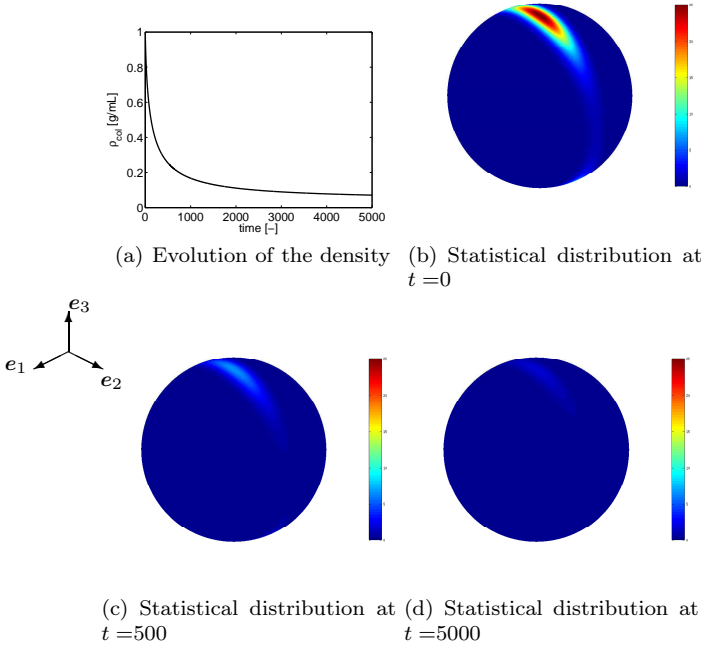 1
0.8
0.6
0.4
0.2
0
ρcol [g/mL]
0 1000 2000 3000 4000 5000
time [–]
(a) Evolution of the density
(b) Statistical distribution at
t =0
e3
e1
e2
(c) Statistical distribution at
t =500
(d) Statistical distribution at
t =5000